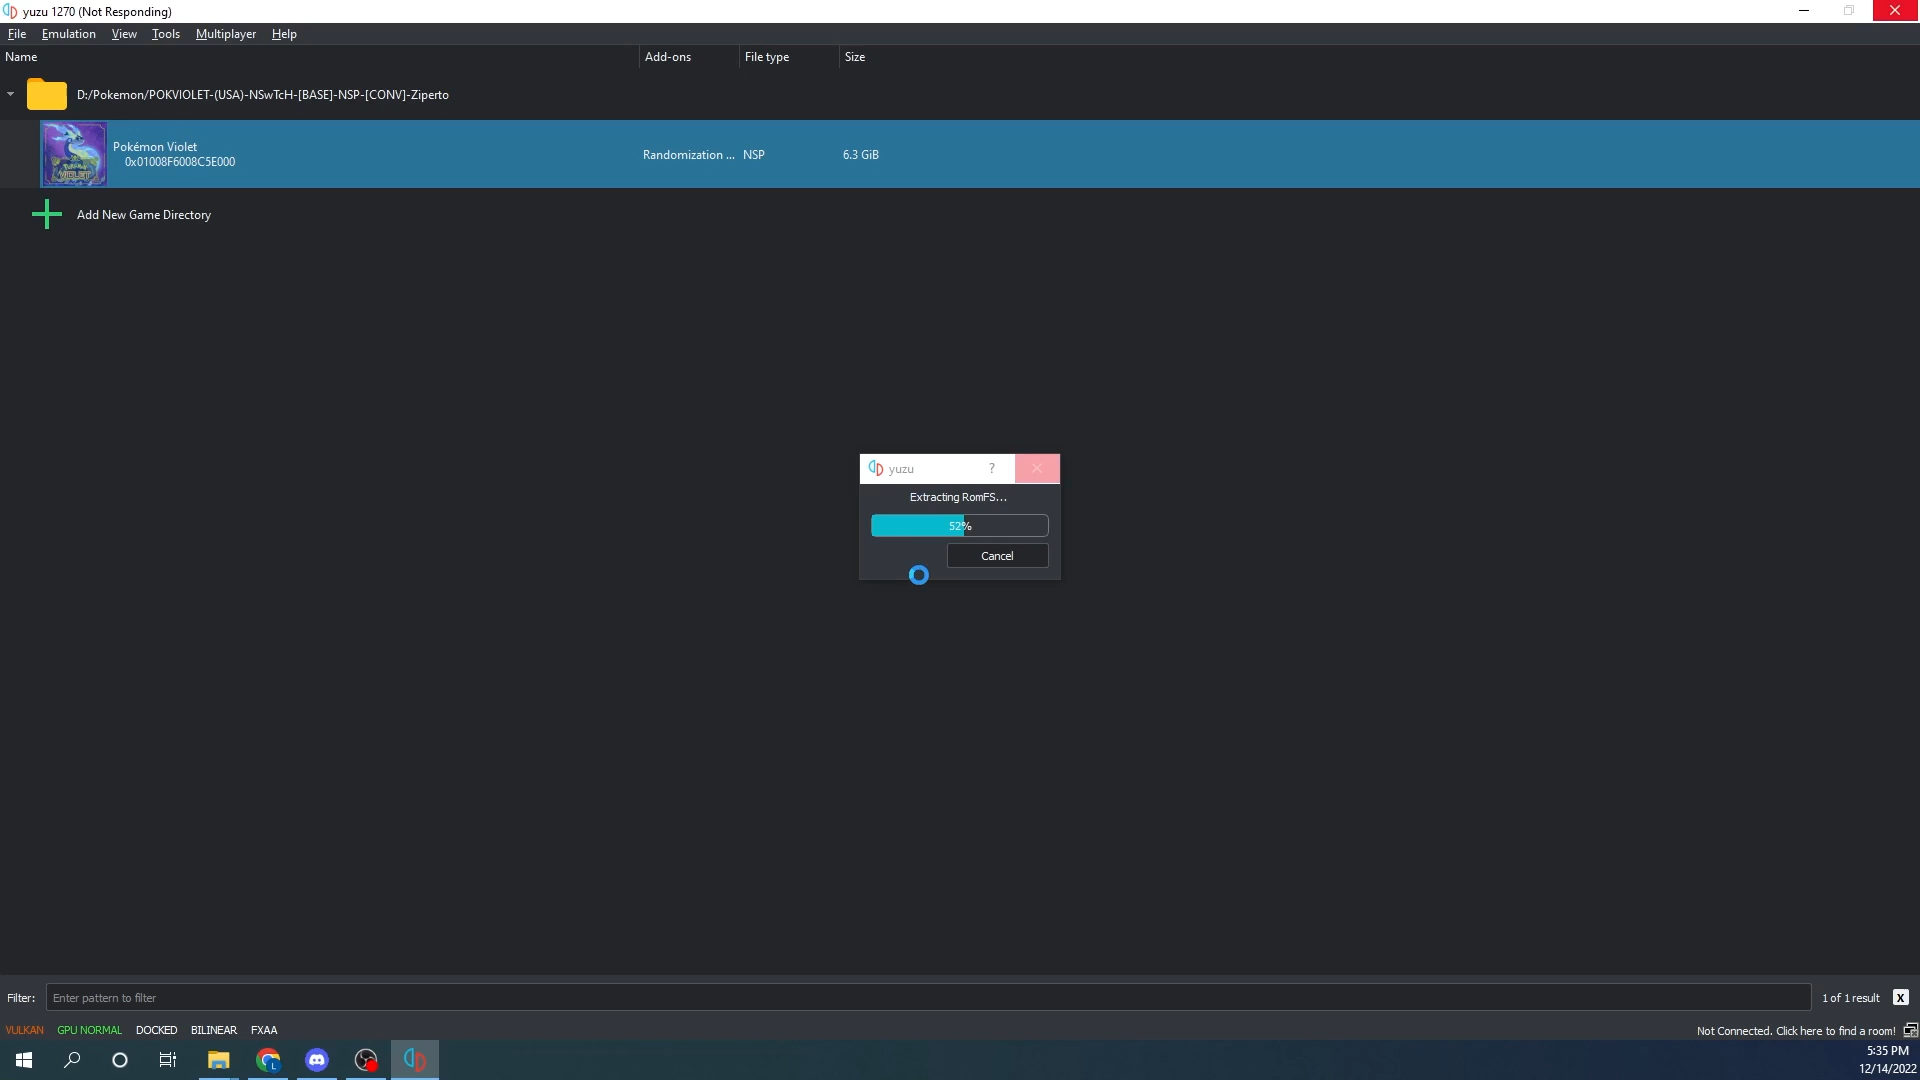 yuzu 1270 (Not Responding)
File Emulation View Tools Multiplayer Help
Name Add-ons File type Size
D:/Pokemon/POKVIOLET-(USA)-NSwTcH-[BASE]-NSP-[CONV]-Ziperto
Pokémon Violet
0x01008F6008C5E000
Randomization ... NSP 6.3 GiB
VIOLET
Add New Game Directory
yuzu ?
Extracting RomFS...
52%
Cancel
Filter: Enter pattern to filter 1 of 1 result X
VULKAN GPU NORMAL DOCKED BILINEAR FXAA Not Connected. Click here to find a room!
L
5:35 PM
12/14/2022